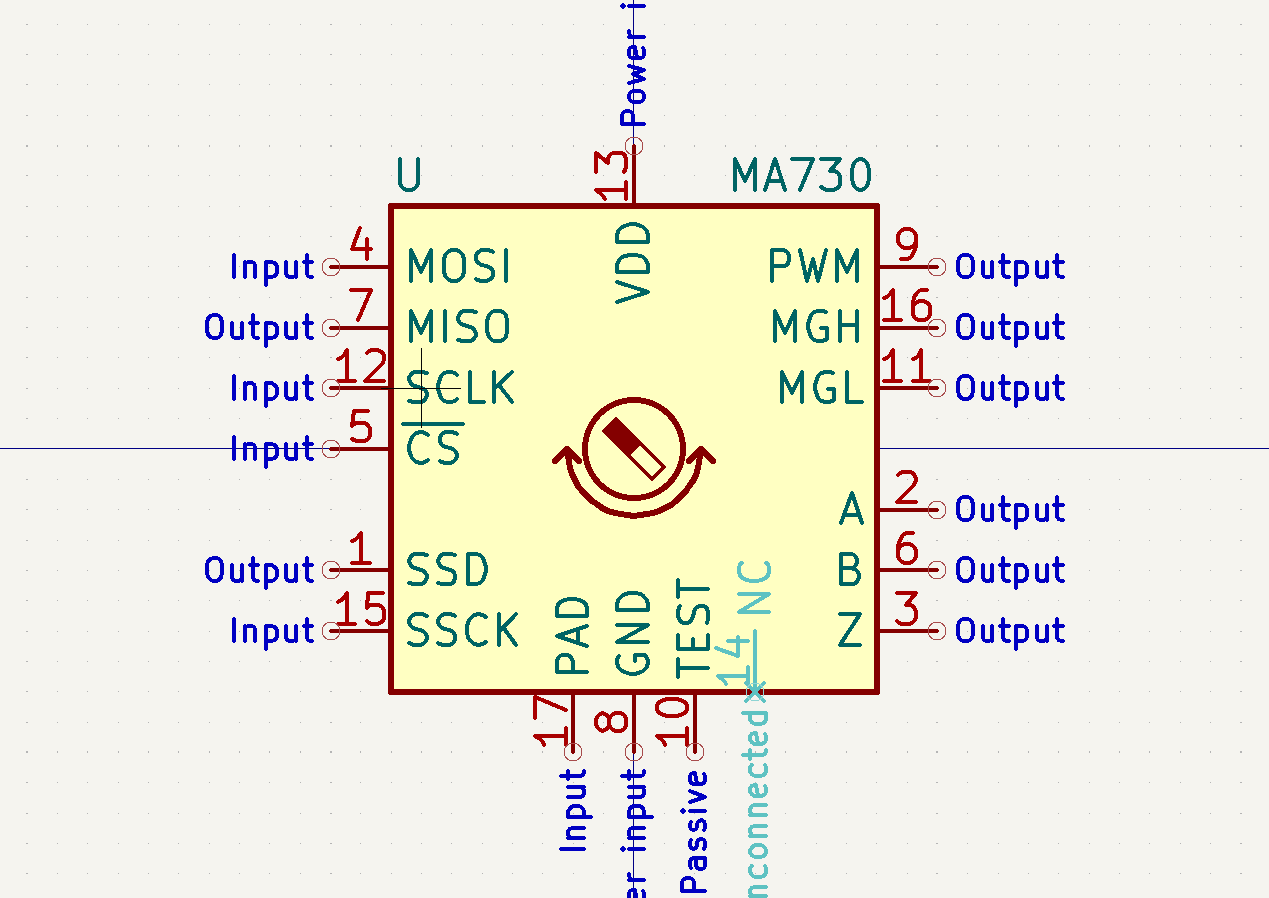 Power i
13
U
MA730
VDD
Input 4 MOSI
PWM 9 Output
Output 7 MISO
MGH 16 Output
Input 12 SCLK
MGL 11 Output
Input 5 CS
A 2 Output
Output 1 SSD
B 6 Output
Input 15 SSCK
Z 3 Output
PAD 17 Input
GND 8 er input
TEST 10 Passive
NC 14 nconnected